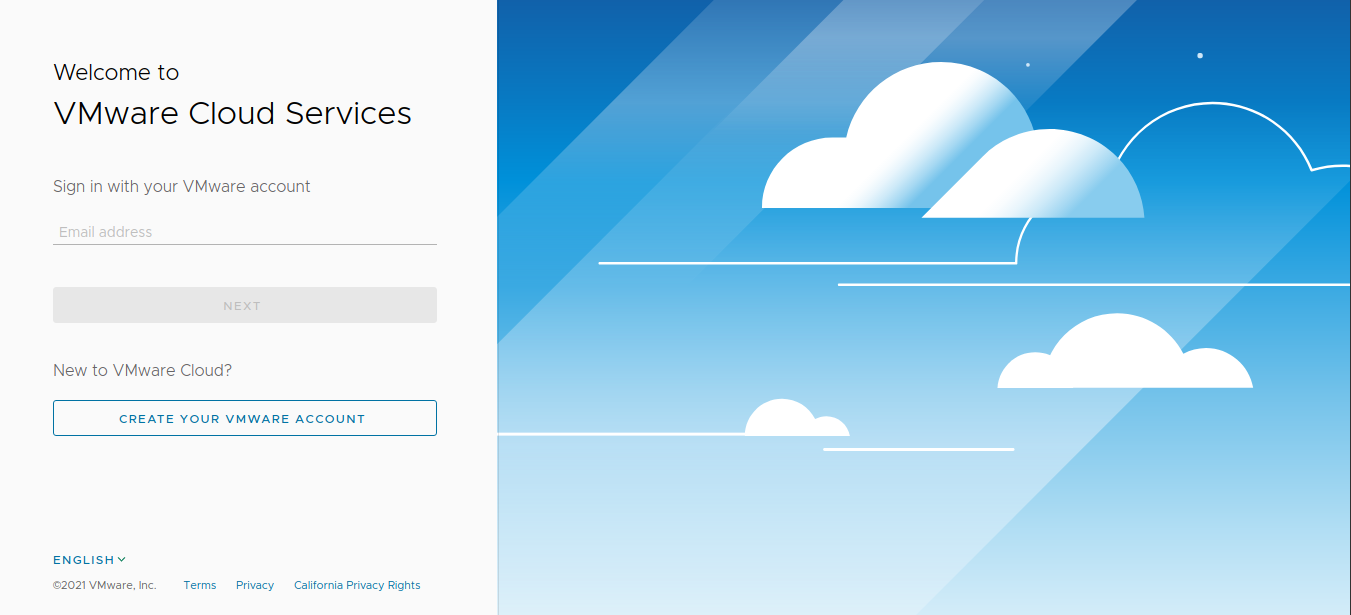 Welcome to
VMware Cloud Services
Sign in with your VMware account
Email address
NEXT
New to VMware Cloud?
CREATE YOUR VMWARE ACCOUNT
ENGLISH
©2021 VMware, Inc. Terms Privacy California Privacy Rights